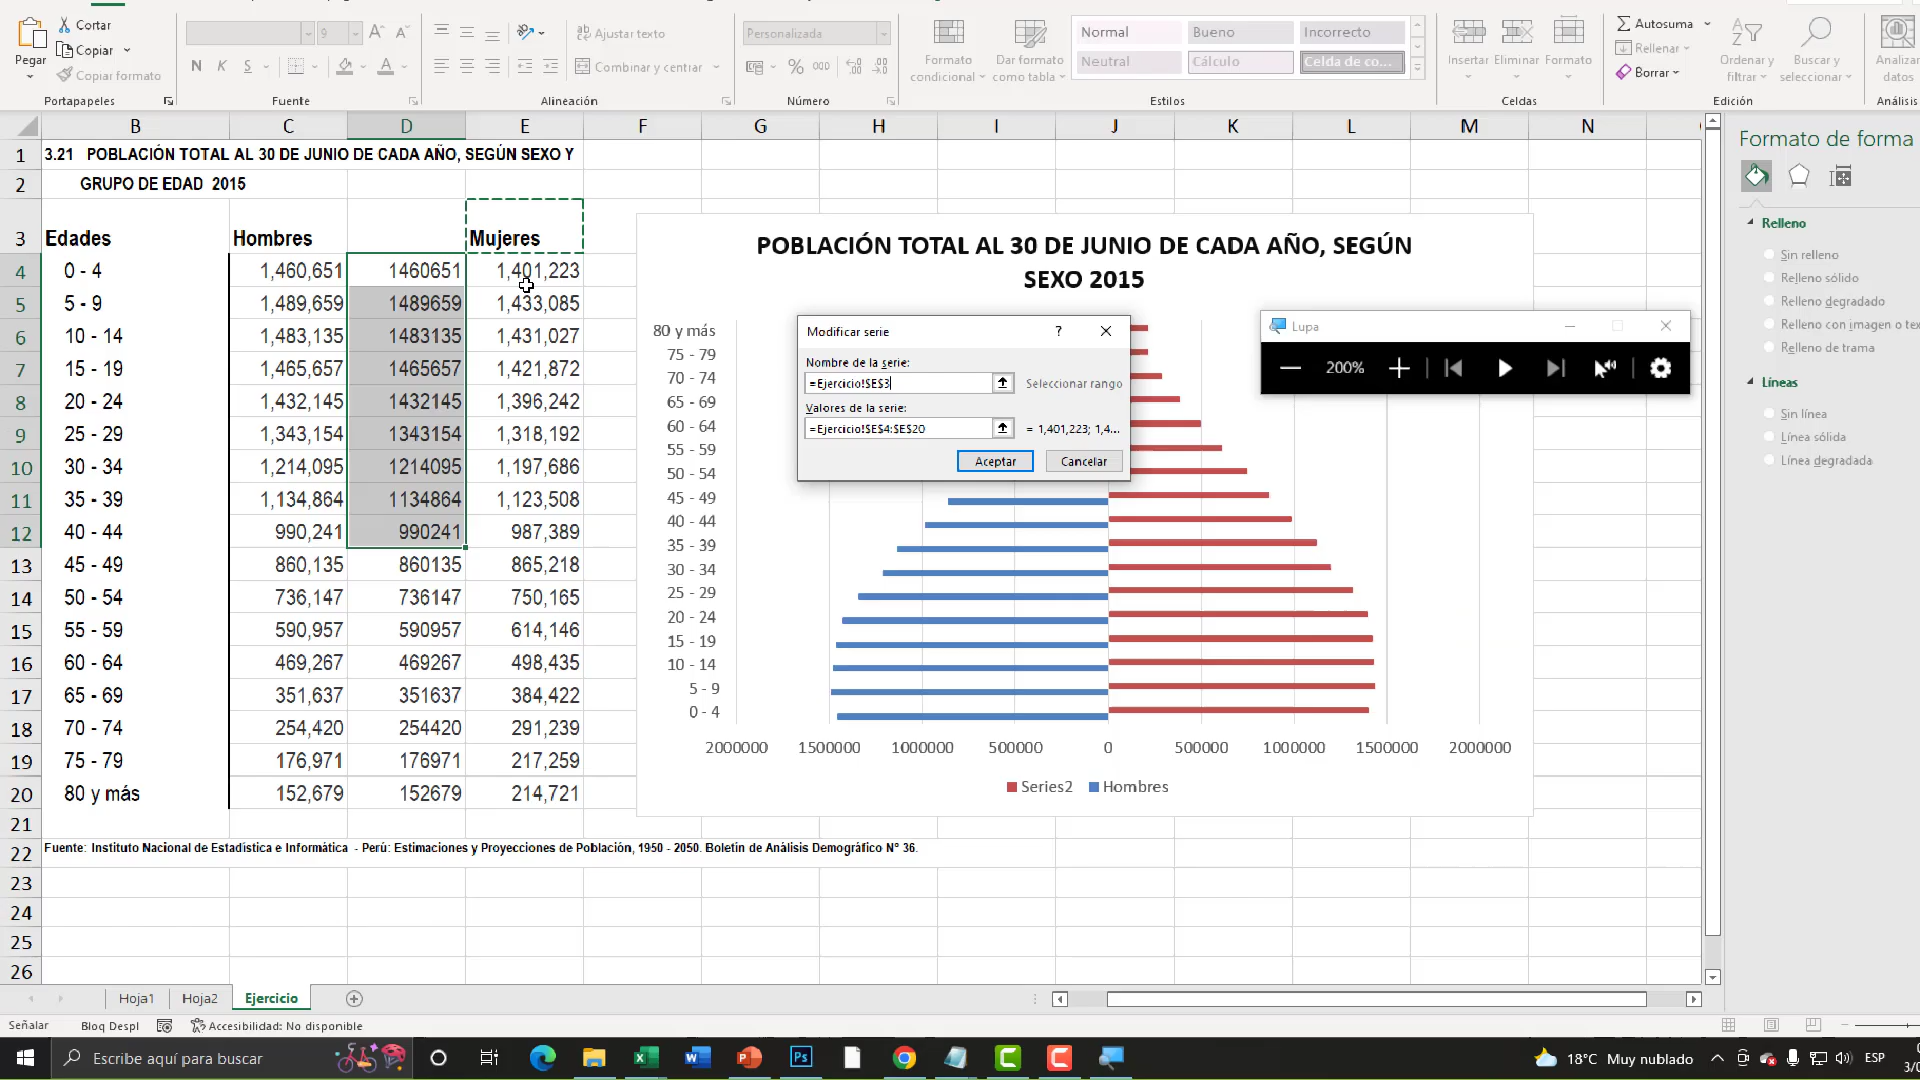 Cortar
Copiar
Copiar formato
Pegar
Portapapeles
9
N K S
Fuente
Ajustar texto
Combinar y centrar
Alineación
Personalizada
% 000
Número
Formato condicional
Dar formato como tabla
Normal Bueno Incorrecto
Neutral Cálculo Celda de co...
Estilos
Insertar Eliminar Formato
Celdas
Autosuma
Rellenar
Borrar
Ordenar y filtrar
Buscar y seleccionar
Edición
Analizar datos
Análisis
B C D E F G H I J K L M N
1 3.21 POBLACIÓN TOTAL AL 30 DE JUNIO DE CADA AÑO, SEGÚN SEXO Y
2 GRUPO DE EDAD 2015
3 Edades Hombres Mujeres
4 0 - 4 1,460,651 1460651 1,401,223
5 5 - 9 1,489,659 1489659 1,433,085
6 10 - 14 1,483,135 1483135 1,431,027
7 15 - 19 1,465,657 1465657 1,421,872
8 20 - 24 1,432,145 1432145 1,396,242
9 25 - 29 1,343,154 1343154 1,318,192
10 30 - 34 1,214,095 1214095 1,197,686
11 35 - 39 1,134,864 1134864 1,123,508
12 40 - 44 990,241 990241 987,389
13 45 - 49 860,135 860135 865,218
14 50 - 54 736,147 736147 750,165
15 55 - 59 590,957 590957 614,146
16 60 - 64 469,267 469267 498,435
17 65 - 69 351,637 351637 384,422
18 70 - 74 254,420 254420 291,239
19 75 - 79 176,971 176971 217,259
20 80 y más 152,679 152679 214,721
21
22 Fuente: Instituto Nacional de Estadística e Informática - Perú: Estimaciones y Proyecciones de Población, 1950 - 2050. Boletín de Análisis Demográfico Nº 36.
23
24
25
26
POBLACIÓN TOTAL AL 30 DE JUNIO DE CADA AÑO, SEGÚN
SEXO 2015
80 y más
75 - 79
70 - 74
65 - 69
60 - 64
55 - 59
50 - 54
45 - 49
40 - 44
35 - 39
30 - 34
25 - 29
20 - 24
15 - 19
10 - 14
5 - 9
0 - 4
2000000 1500000 1000000 500000 0 500000 1000000 1500000 2000000
Series2 Hombres
Modificar serie ?
Nombre de la serie:
=Ejercicio!$E$3 Seleccionar rango
Valores de la serie:
=Ejercicio!$E$4:$E$20 = 1,401,223; 1,4...
Aceptar Cancelar
Lupa
200%
Formato de forma
Relleno
Sin relleno
Relleno sólido
Relleno degradado
Relleno con imagen o tex
Relleno de trama
Líneas
Sin línea
Línea sólida
Línea degradada
Hoja1 Hoja2 Ejercicio
Señalar Bloq Despl Accesibilidad: No disponible
Escribe aquí para buscar
Ps
18°C Muy nublado
ESP